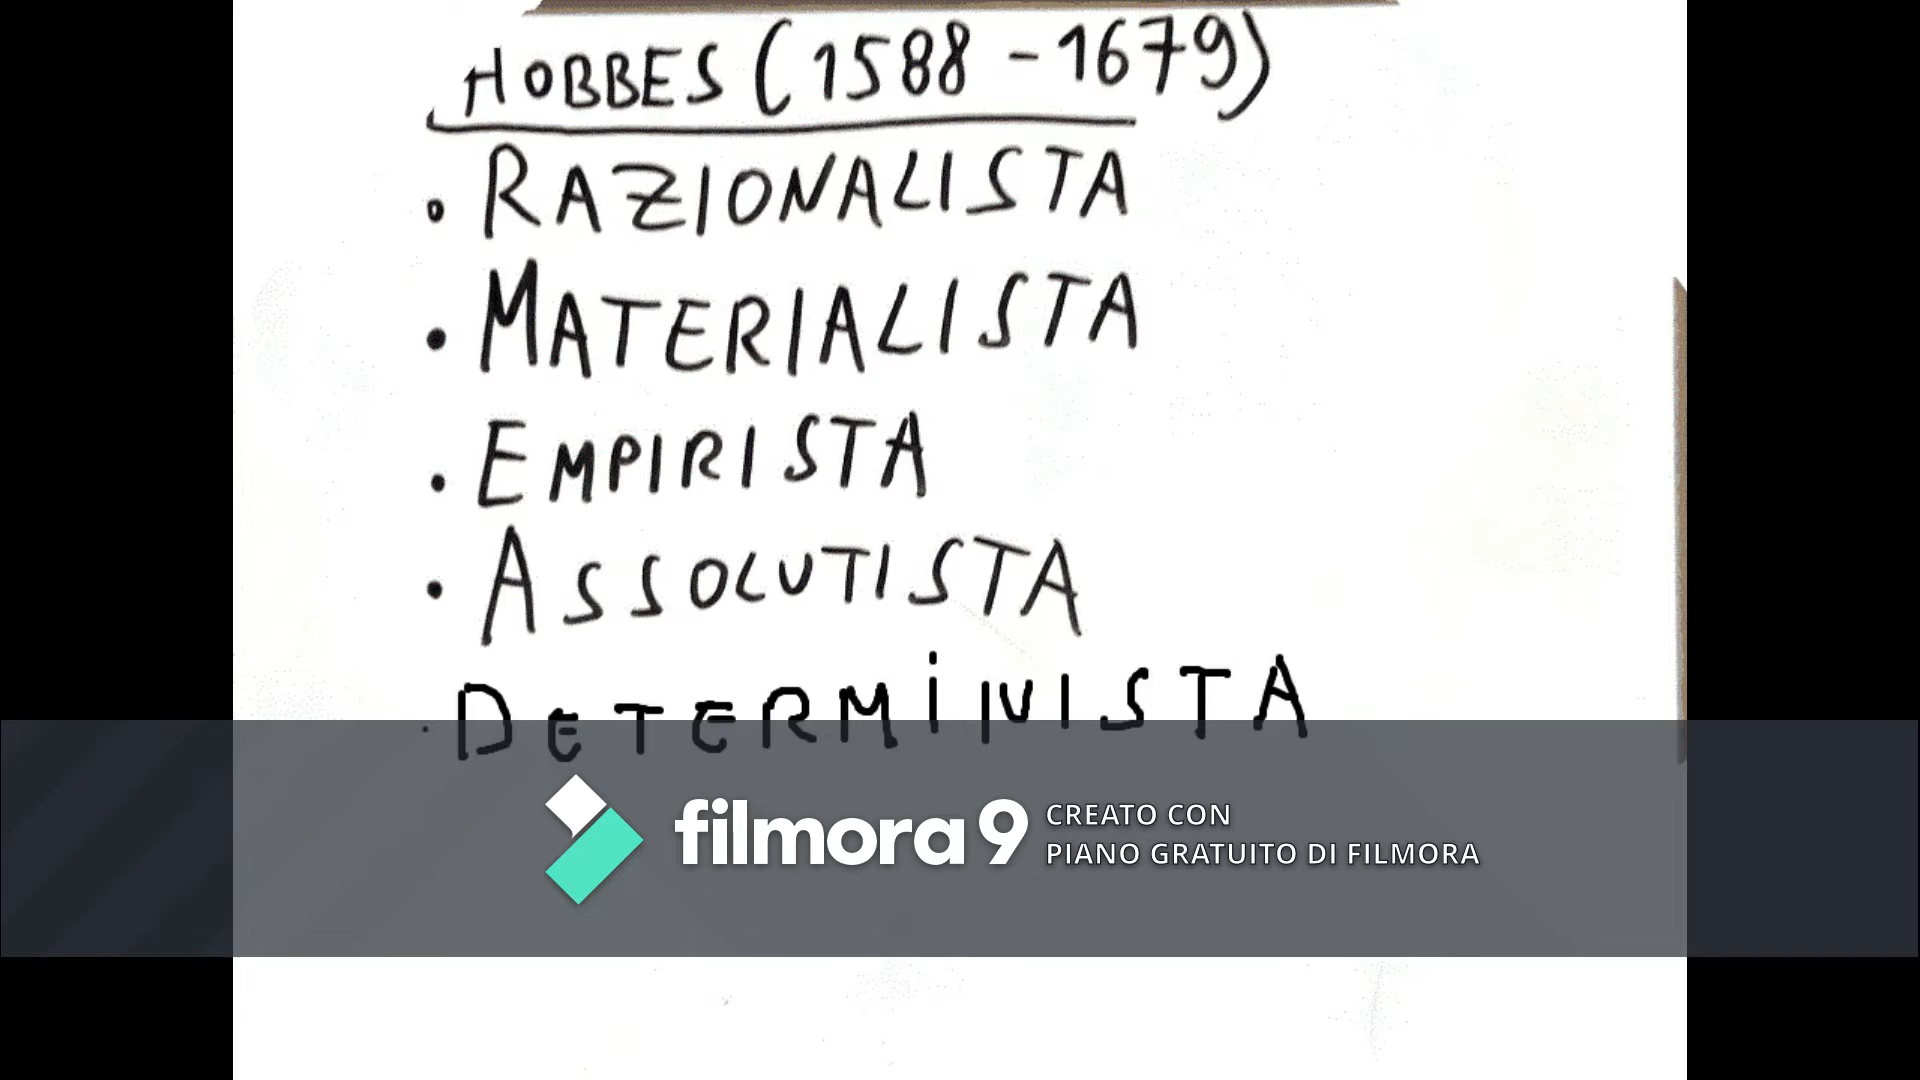 HOBBES (1588 - 1679)
• RAZIONALISTA
• MATERIALISTA
• EMPIRISTA
• ASSOLUTISTA
• DETERMINISTA
filmora 9
CREATO CON
PIANO GRATUITO DI FILMORA